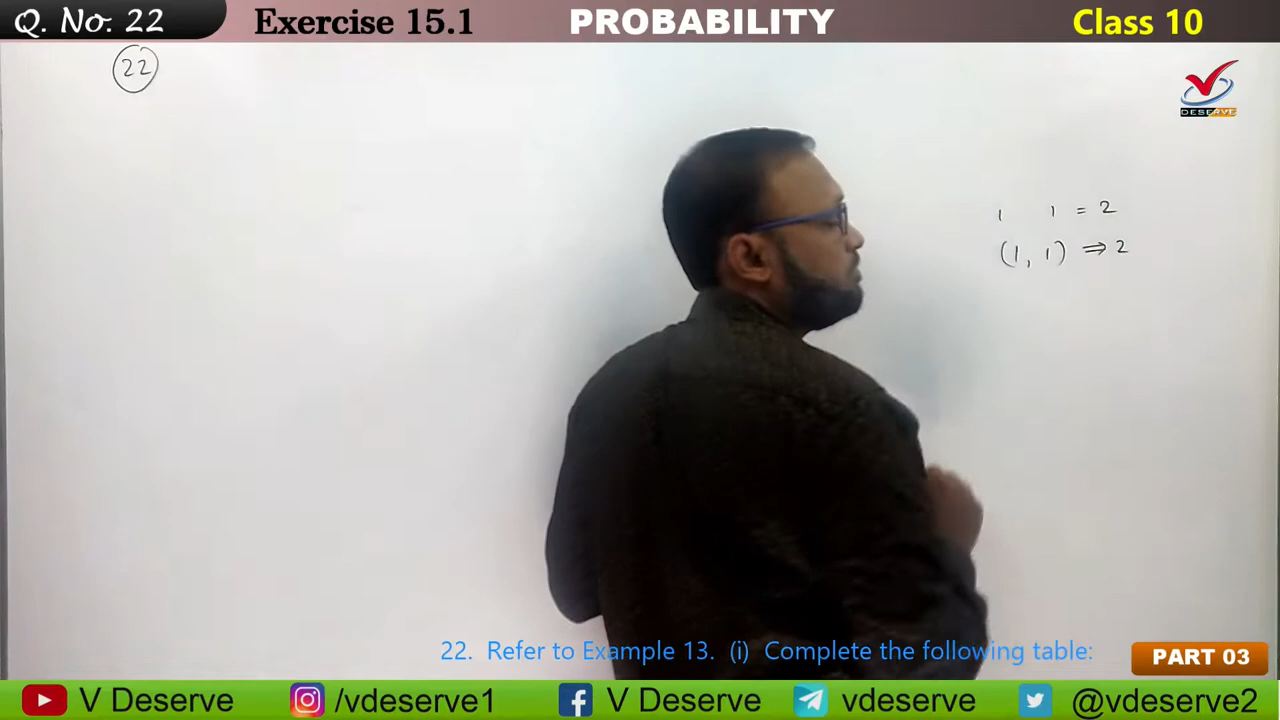 Q. No. 22
Exercise 15.1
PROBABILITY
Class 10
22
DESERVE
1 1 = 2
(1, 1) ⇒ 2
22. Refer to Example 13. (i) Complete the following table:
PART 03
V Deserve
/vdeserve1
V Deserve
vdeserve
@vdeserve2